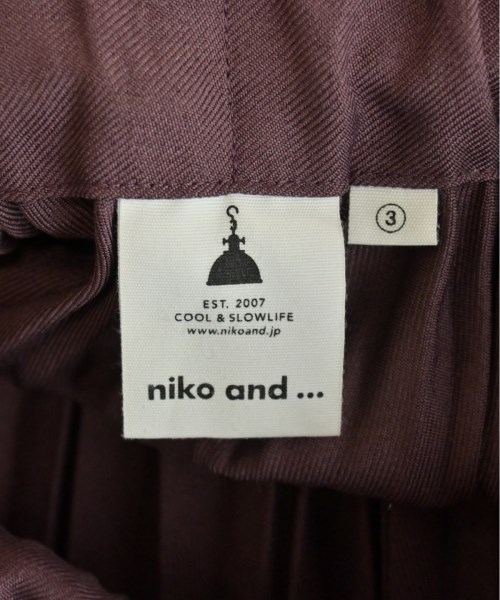 EST. 2007
COOL & SLOWLIFE
www.nikoand.jp
niko and ...
③